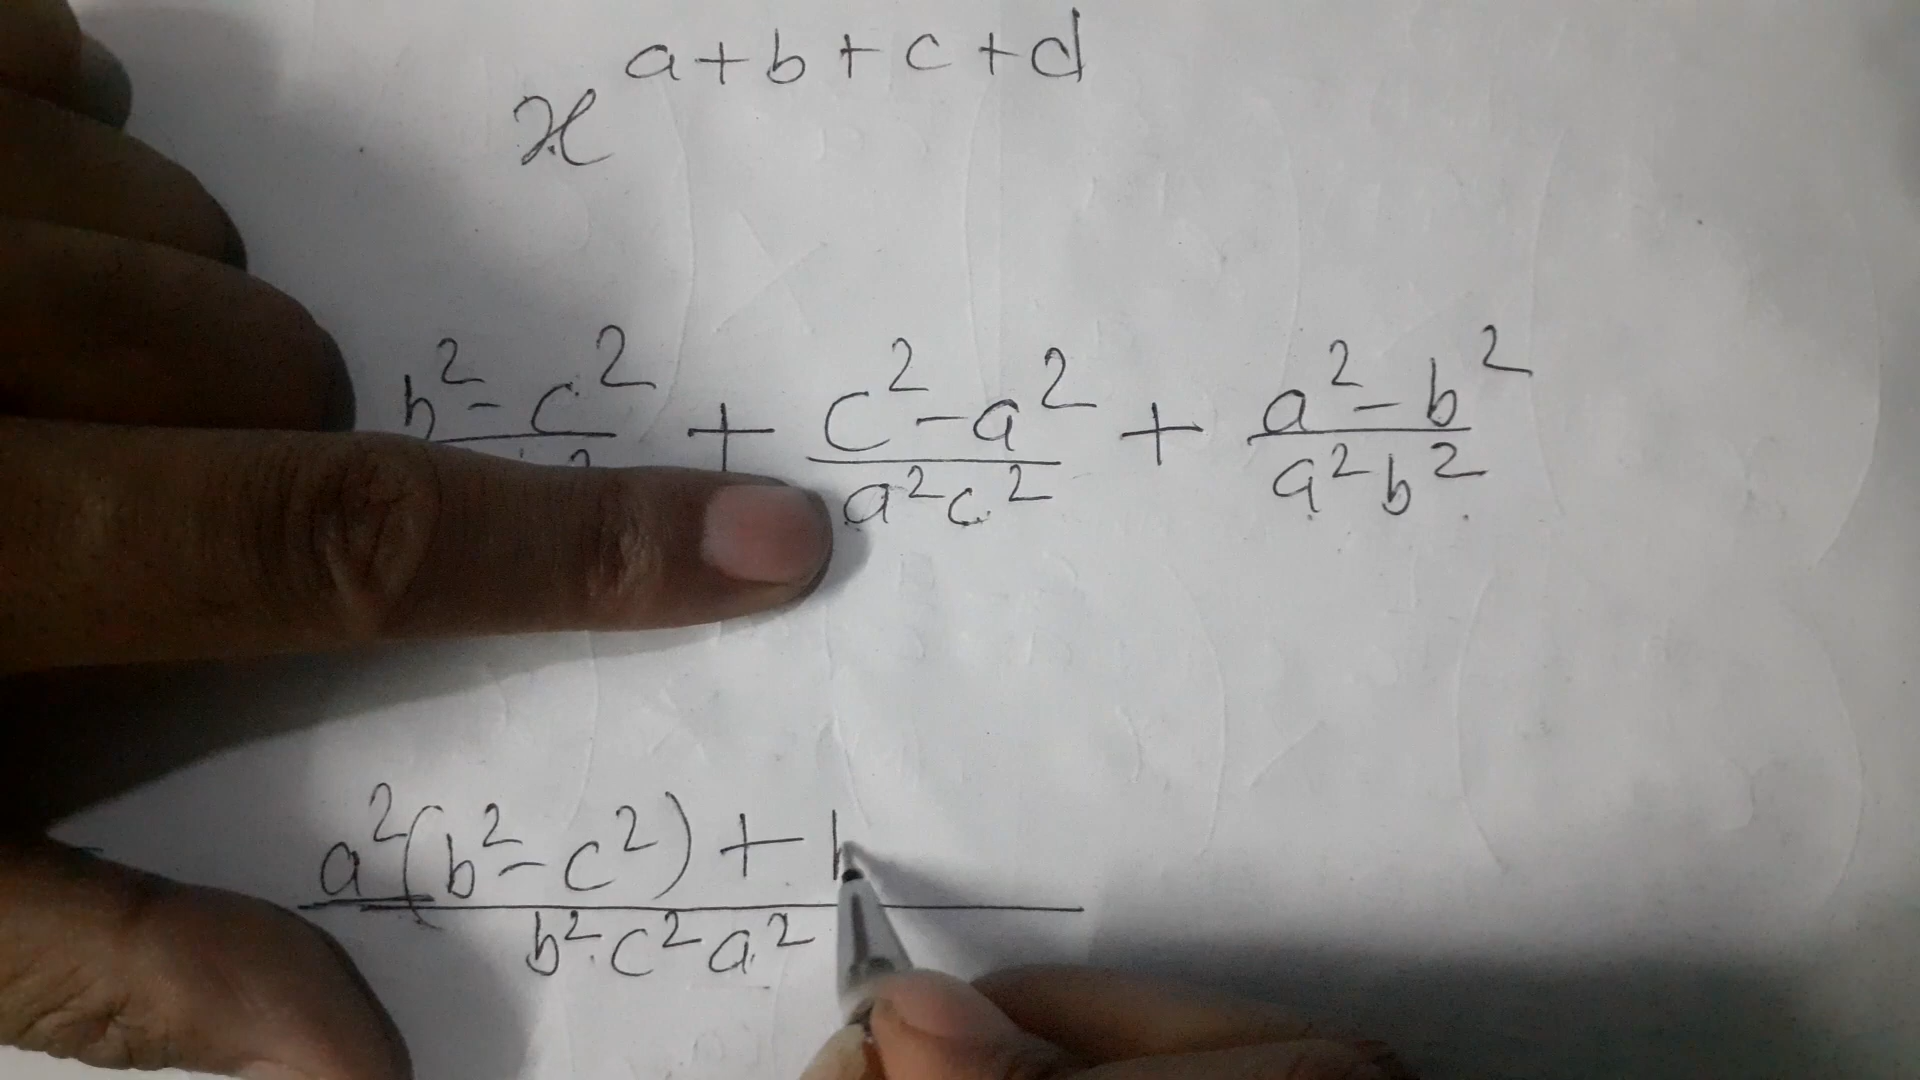 x^{a+b+c+d}
b²-c² + c²-a² + a²-b²
a²c² a²b²
a²(b²-c²) +
b²c²a²